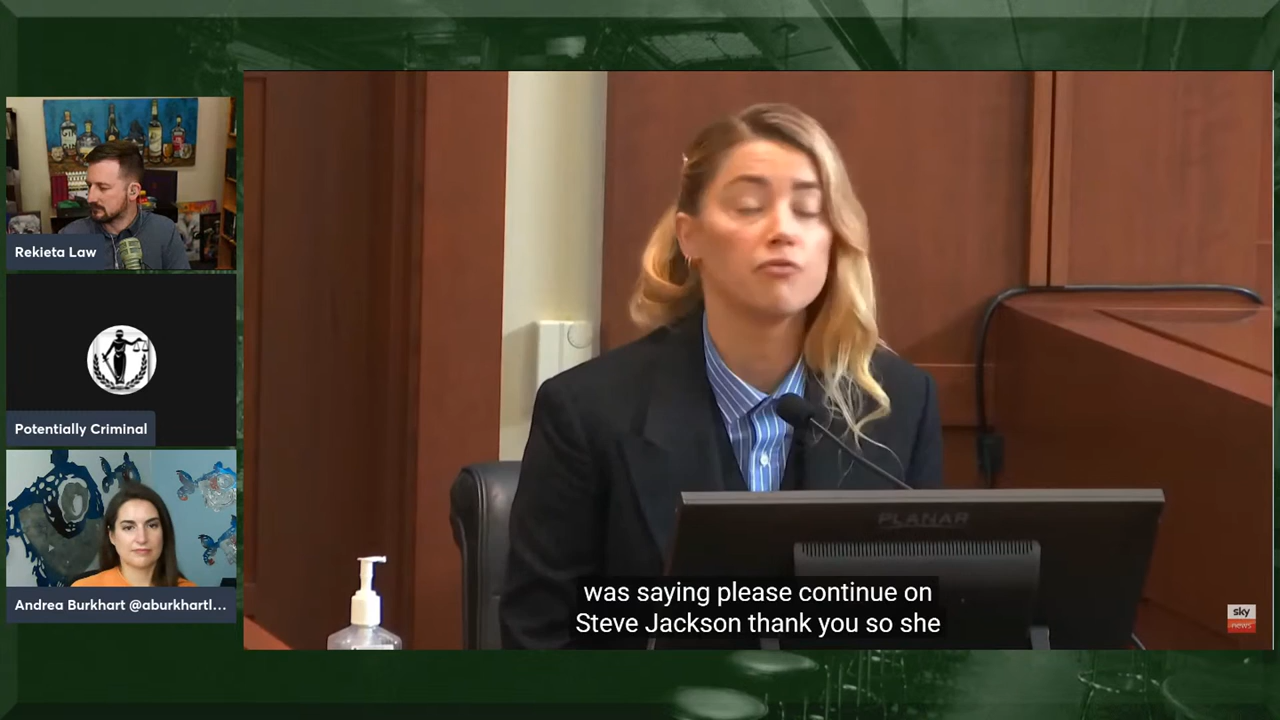 Rekieta Law
Potentially Criminal
Andrea Burkhart @aburkhartl...
PLANAR
was saying please continue on
Steve Jackson thank you so she
sky
news